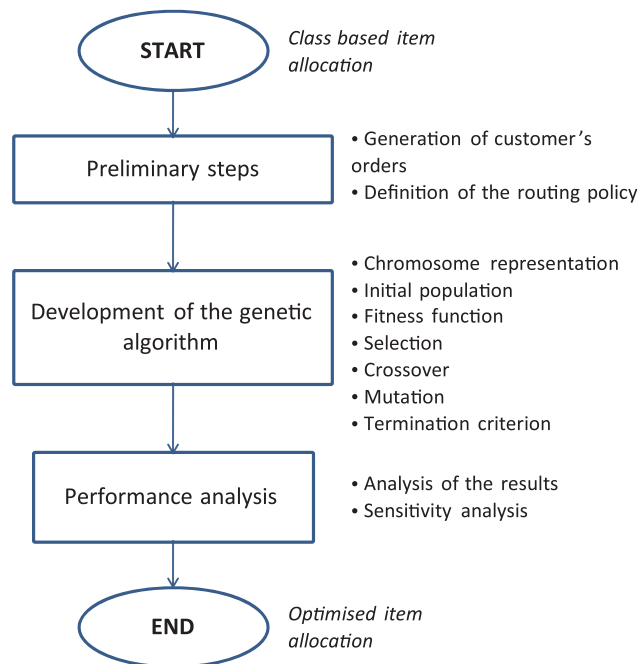 START
Class based item
allocation
Preliminary steps
• Generation of customer's
orders
• Definition of the routing policy
Development of the genetic
algorithm
• Chromosome representation
• Initial population
• Fitness function
• Selection
• Crossover
• Mutation
• Termination criterion
Performance analysis
• Analysis of the results
• Sensitivity analysis
END
Optimised item
allocation